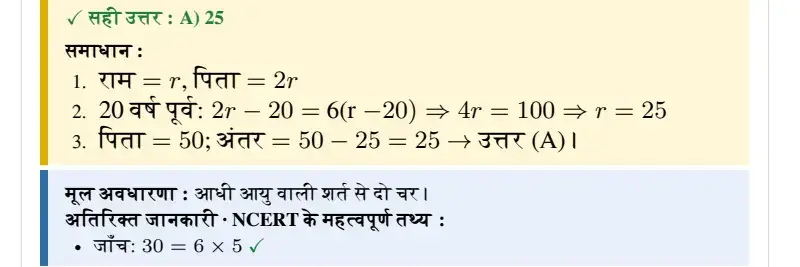 ✓ सही उत्तर : A) 25
समाधान :
1. राम = r, पिता = 2r
2. 20 वर्ष पूर्व: 2r − 20 = 6(r −20) ⇒ 4r = 100 ⇒ r = 25
3. पिता = 50; अंतर = 50 − 25 = 25 → उत्तर (A)।
मूल अवधारणा : आधी आयु वाली शर्त से दो चर।
अतिरिक्त जानकारी · NCERT के महत्वपूर्ण तथ्य :
• जाँच: 30 = 6 × 5 ✓